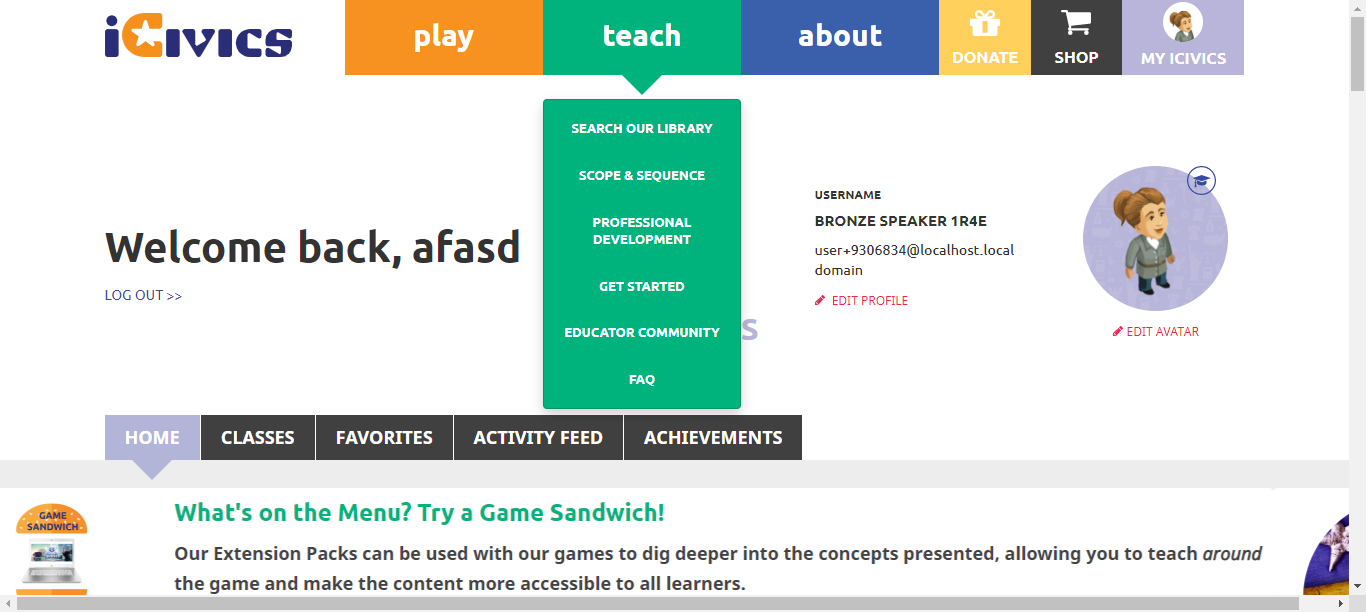 iCivics
play
teach
about
DONATE
SHOP
MY ICIVICS
SEARCH OUR LIBRARY
SCOPE & SEQUENCE
PROFESSIONAL
DEVELOPMENT
GET STARTED
EDUCATOR COMMUNITY
FAQ
Welcome back, afasd
LOG OUT >>
s
USERNAME
BRONZE SPEAKER 1R4E
user+9306834@localhost.local
domain
EDIT PROFILE
EDIT AVATAR
HOME
CLASSES
FAVORITES
ACTIVITY FEED
ACHIEVEMENTS
GAME
SANDWICH
What's on the Menu? Try a Game Sandwich!
Our Extension Packs can be used with our games to dig deeper into the concepts presented, allowing you to teach around
the game and make the content more accessible to all learners.